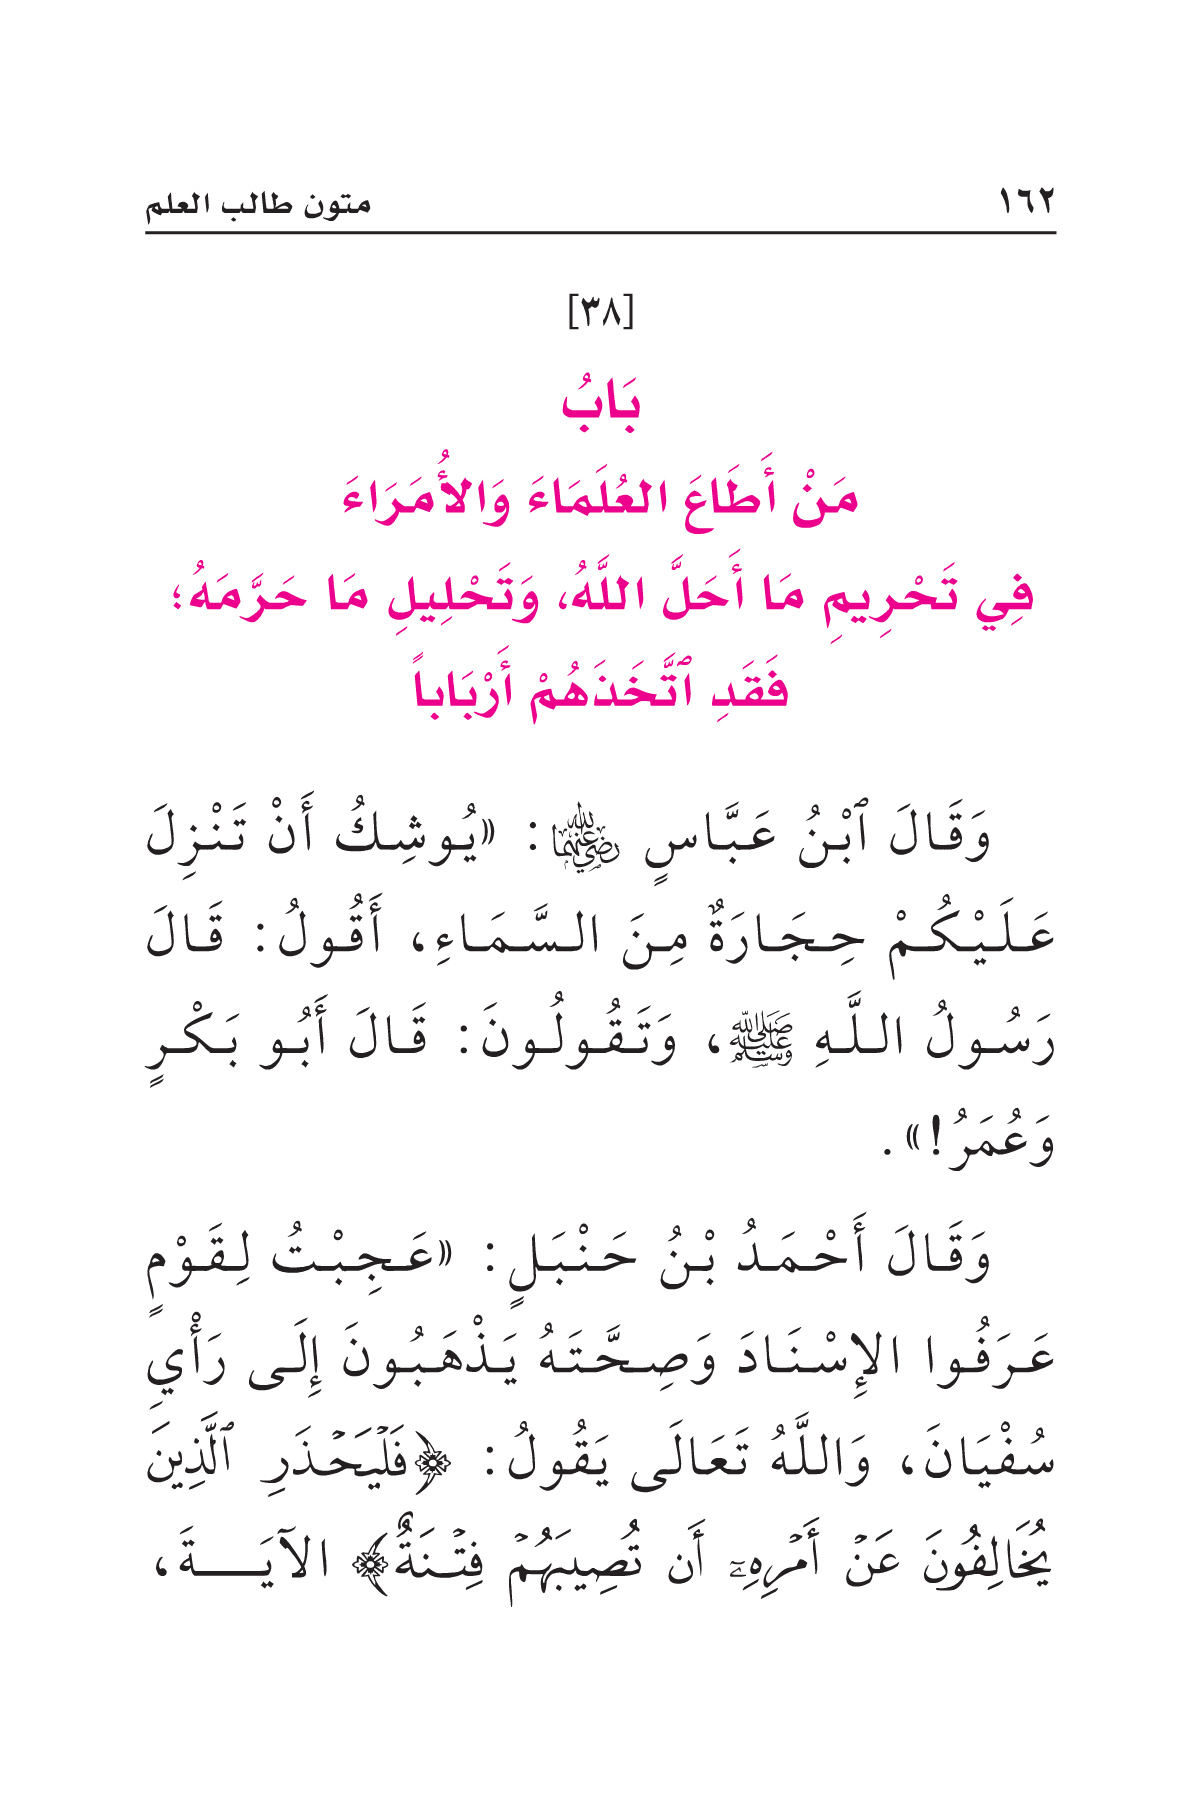 ١٦٢ متون طالب العلم
[٣٨]
بَابُ
مَنْ أَطَاعَ العُلَمَاءَ وَالأُمَرَاءَ
فِي تَحْرِيمِ مَا أَحَلَّ اللَّهُ، وَتَحْلِيلِ مَا حَرَّمَهُ؛
فَقَدِ ٱتَّخَذَهُمْ أَرْبَاباً
وَقَالَ ٱبْنُ عَبَّاسٍ رضي الله عنهما: «يُوشِكُ أَنْ تَنْزِلَ
عَلَيْكُمْ حِجَارَةٌ مِنَ السَّمَاءِ، أَقُولُ: قَالَ
رَسُولُ اللَّهِ ﷺ، وَتَقُولُونَ: قَالَ أَبُو بَكْرٍ
وَعُمَرُ!».
وَقَالَ أَحْمَدُ بْنُ حَنْبَلٍ: «عَجِبْتُ لِقَوْمٍ
عَرَفُوا الإِسْنَادَ وَصِحَّتَهُ يَذْهَبُونَ إِلَى رَأْيِ
سُفْيَانَ، وَاللَّهُ تَعَالَى يَقُولُ: ﴿فَلْيَحْذَرِ ٱلَّذِينَ
يُخَالِفُونَ عَنْ أَمْرِهِۦٓ أَن تُصِيبَهُمْ فِتْنَةٌ﴾ الآيَةَ،